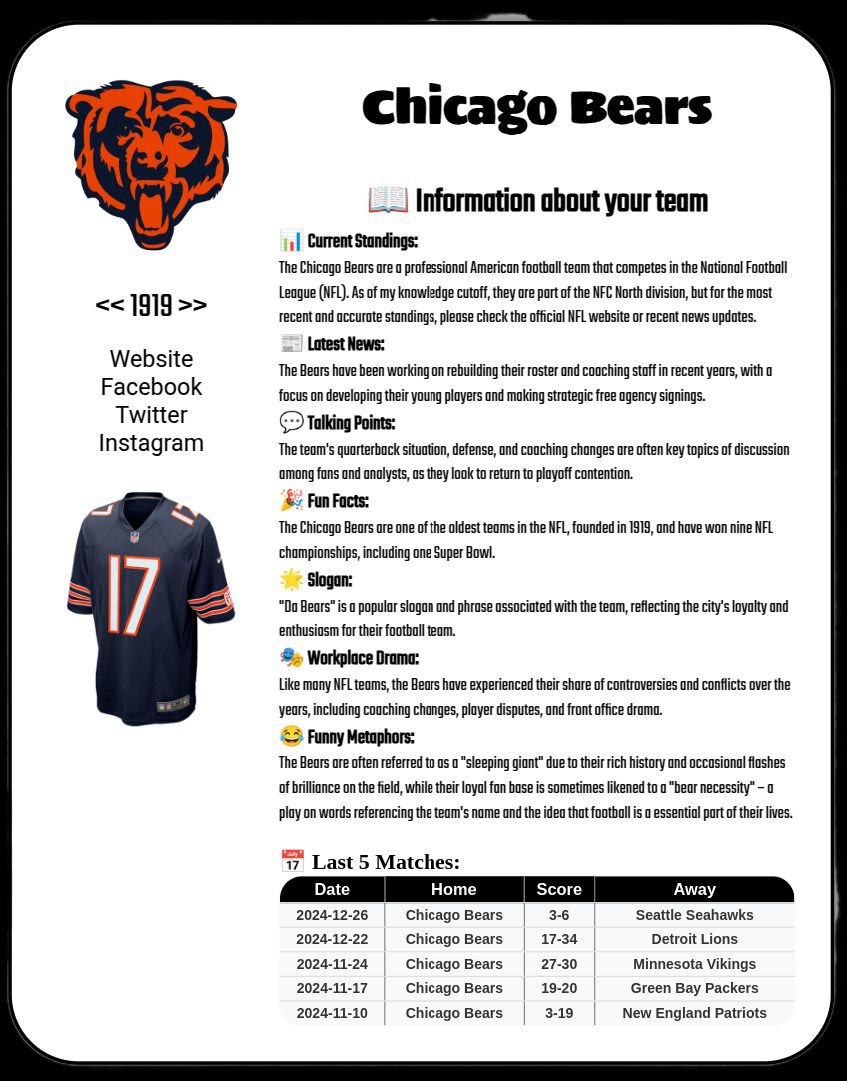 Chicago Bears
<< 1919 >>
Website
Facebook
Twitter
Instagram
17
17
17
📖 Information about your team
📊 Current Standings:
The Chicago Bears are a professional American football team that competes in the National Football
League (NFL). As of my knowledge cutoff, they are part of the NFC North division, but for the most
recent and accurate standings, please check the official NFL website or recent news updates.
📰 Latest News:
The Bears have been working on rebuilding their roster and coaching staff in recent years, with a
focus on developing their young players and making strategic free agency signings.
💬 Talking Points:
The team's quarterback situation, defense, and coaching changes are often key topics of discussion
among fans and analysts, as they look to return to playoff contention.
🎉 Fun Facts:
The Chicago Bears are one of the oldest teams in the NFL, founded in 1919, and have won nine NFL
championships, including one Super Bowl.
🌟 Slogan:
"Da Bears" is a popular slogan and phrase associated with the team, reflecting the city's loyalty and
enthusiasm for their football team.
🎭 Workplace Drama:
Like many NFL teams, the Bears have experienced their share of controversies and conflicts over the
years, including coaching changes, player disputes, and front office drama.
😂 Funny Metaphors:
The Bears are often referred to as a "sleeping giant" due to their rich history and occasional flashes
of brilliance on the field, while their loyal fan base is sometimes likened to a "bear necessity" – a
play on words referencing the team's name and the idea that football is a essential part of their lives.
📅 Last 5 Matches:
Date Home Score Away
2024-12-26 Chicago Bears 3-6 Seattle Seahawks
2024-12-22 Chicago Bears 17-34 Detroit Lions
2024-11-24 Chicago Bears 27-30 Minnesota Vikings
2024-11-17 Chicago Bears 19-20 Green Bay Packers
2024-11-10 Chicago Bears 3-19 New England Patriots